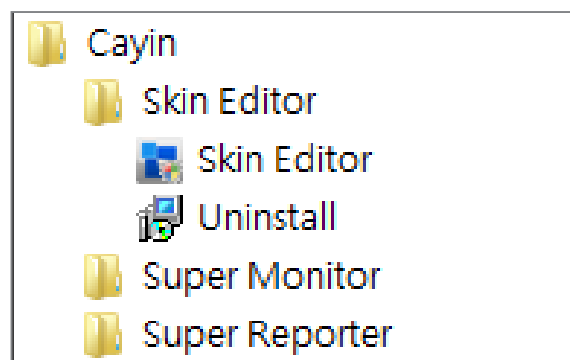 Cayin
Skin Editor
Skin Editor
Uninstall
Super Monitor
Super Reporter